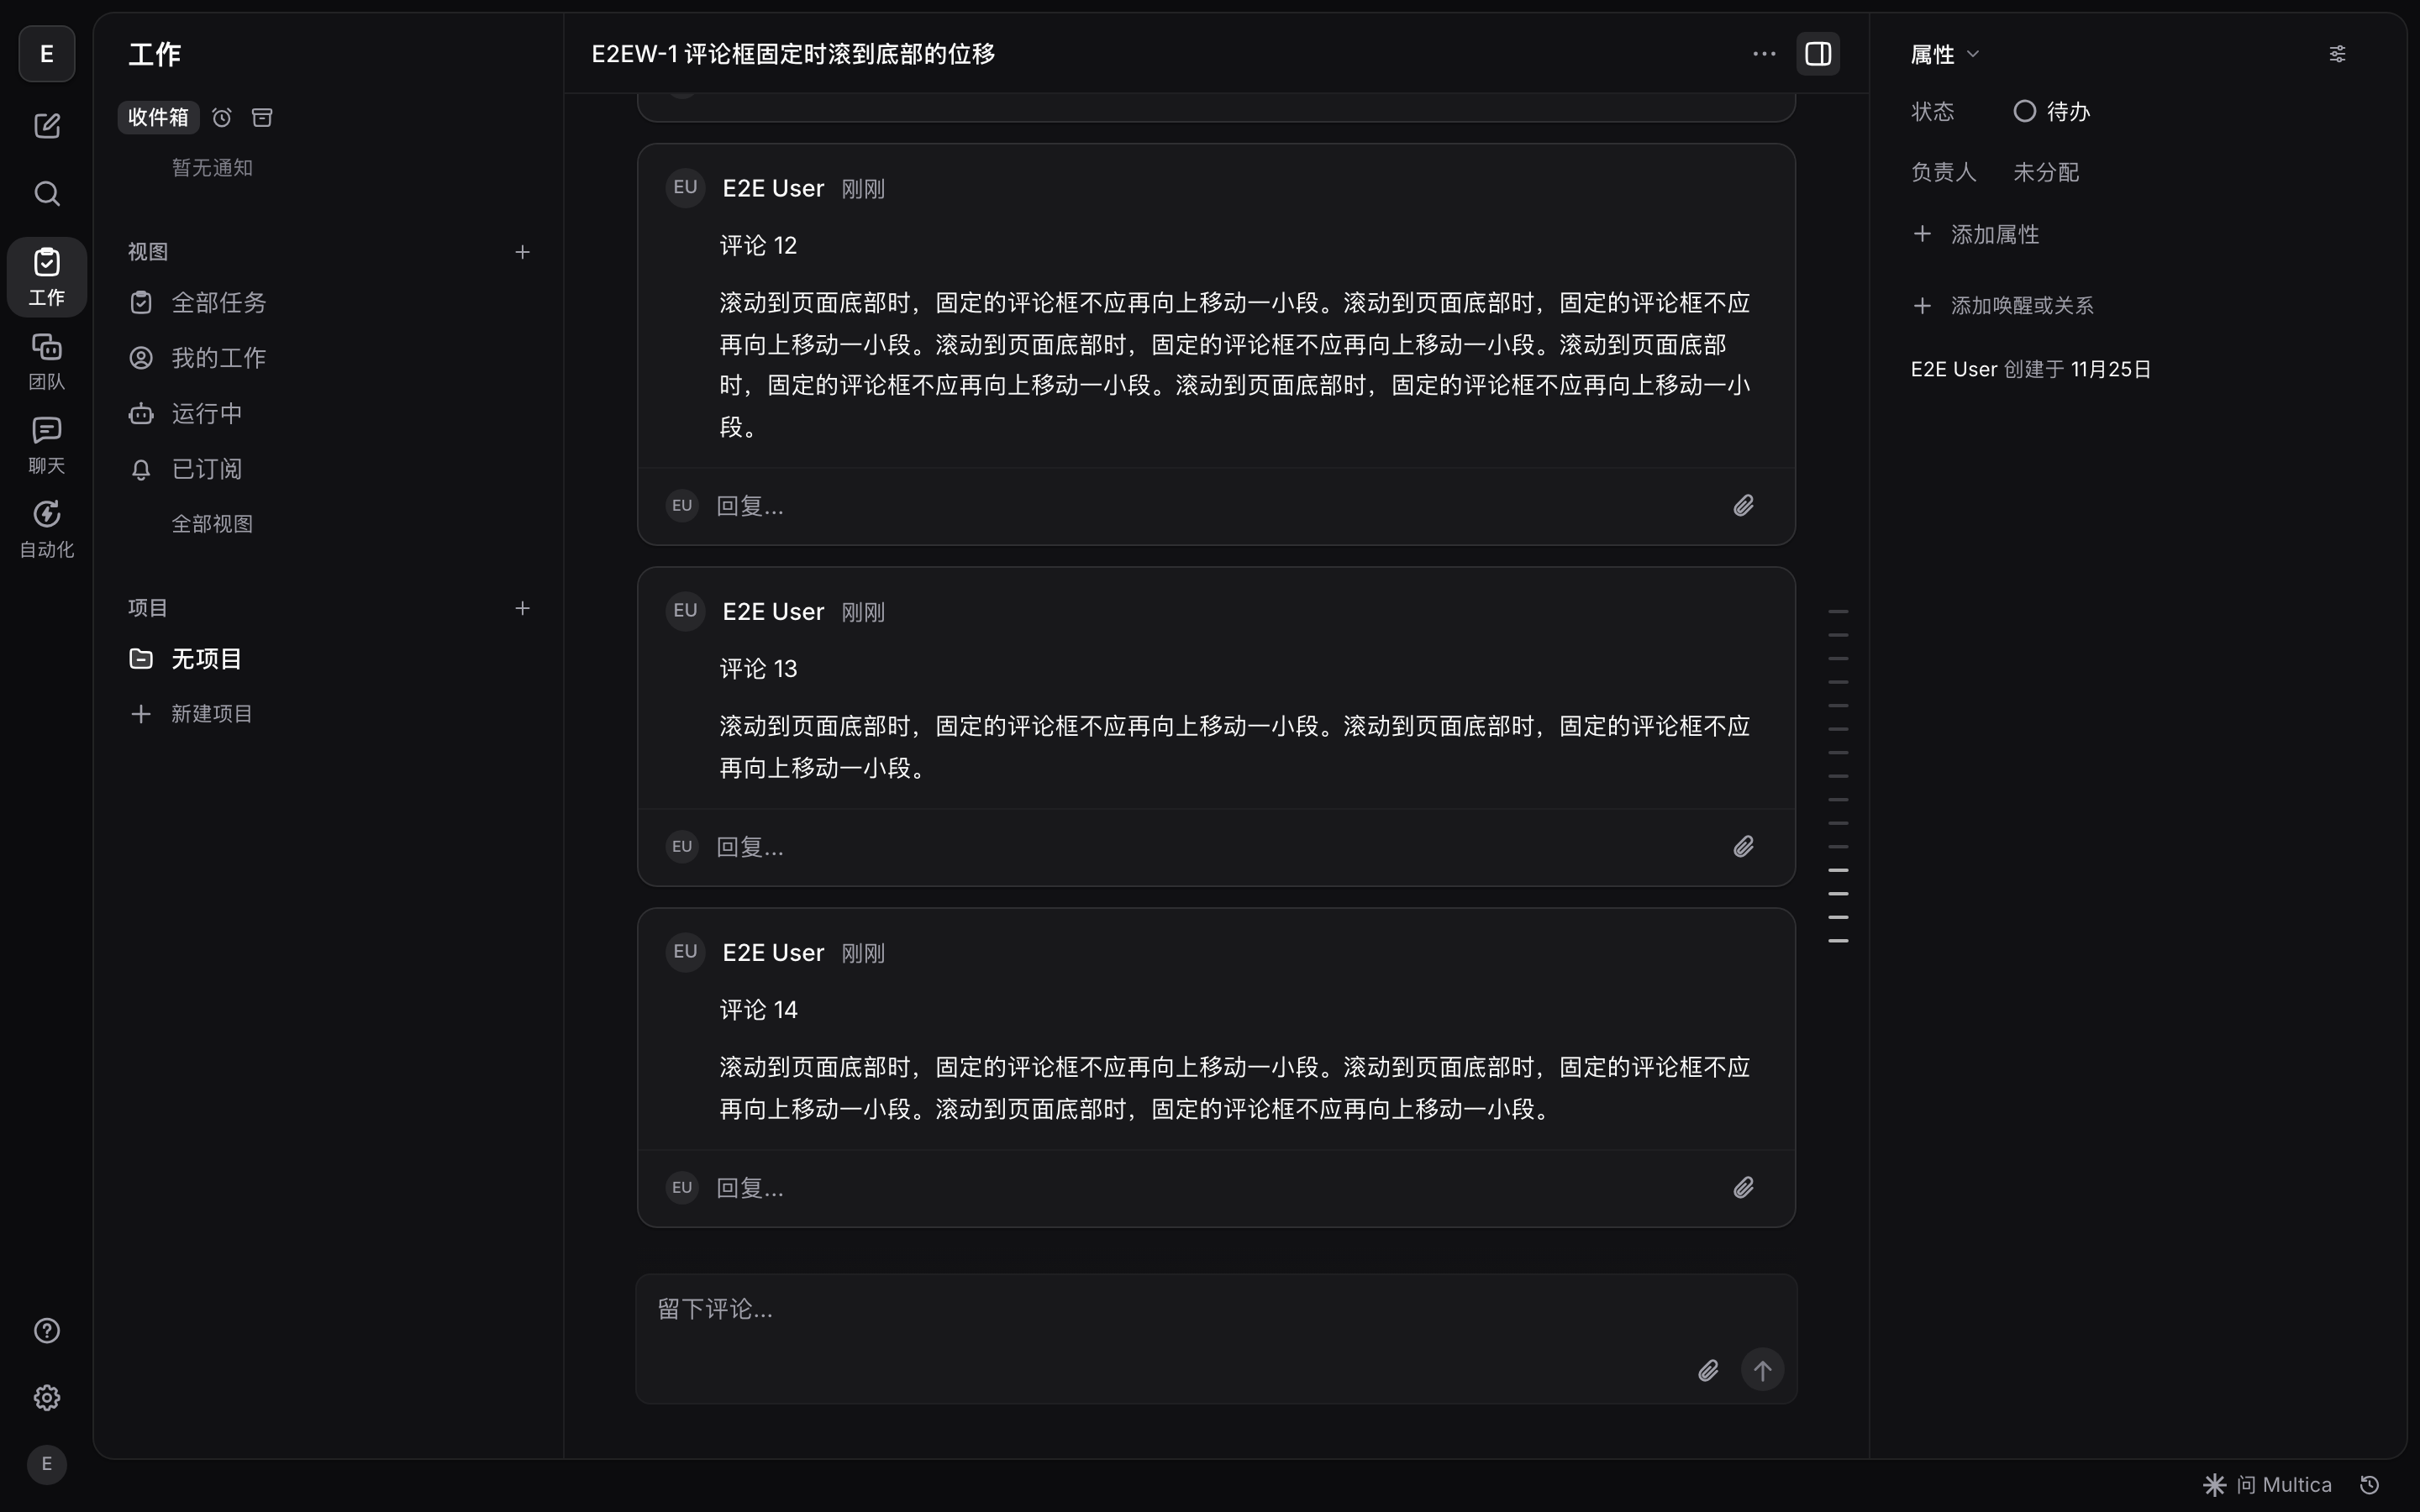 E
工作
团队
聊天
自动化
E
工作
收件箱
暂无通知
视图
全部任务
我的工作
运行中
已订阅
全部视图
项目
无项目
新建项目
E2EW-1 评论框固定时滚到底部的位移
EU E2E User 刚刚
评论 12
滚动到页面底部时，固定的评论框不应再向上移动一小段。滚动到页面底部时，固定的评论框不应
再向上移动一小段。滚动到页面底部时，固定的评论框不应再向上移动一小段。滚动到页面底部
时，固定的评论框不应再向上移动一小段。滚动到页面底部时，固定的评论框不应再向上移动一小
段。
EU 回复...
EU E2E User 刚刚
评论 13
滚动到页面底部时，固定的评论框不应再向上移动一小段。滚动到页面底部时，固定的评论框不应
再向上移动一小段。
EU 回复...
EU E2E User 刚刚
评论 14
滚动到页面底部时，固定的评论框不应再向上移动一小段。滚动到页面底部时，固定的评论框不应
再向上移动一小段。滚动到页面底部时，固定的评论框不应再向上移动一小段。
EU 回复...
留下评论...
属性
状态 待办
负责人 未分配
添加属性
添加唤醒或关系
E2E User 创建于 11月25日
问 Multica